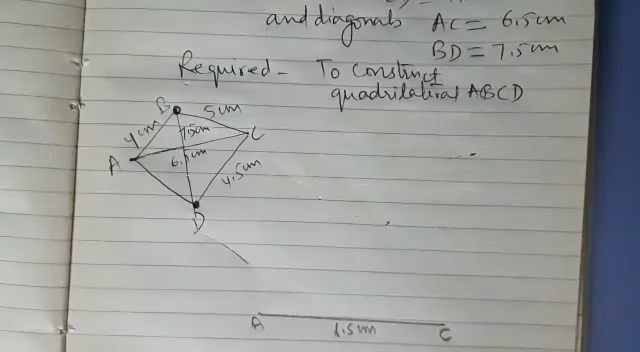 and diagonals AC = 6.5cm
BD = 7.5cm
Required - To construct
quadrilateral ABCD
B
5cm
4cm
7.5cm
C
A
6.5cm
4.5cm
D
A
6.5cm
C